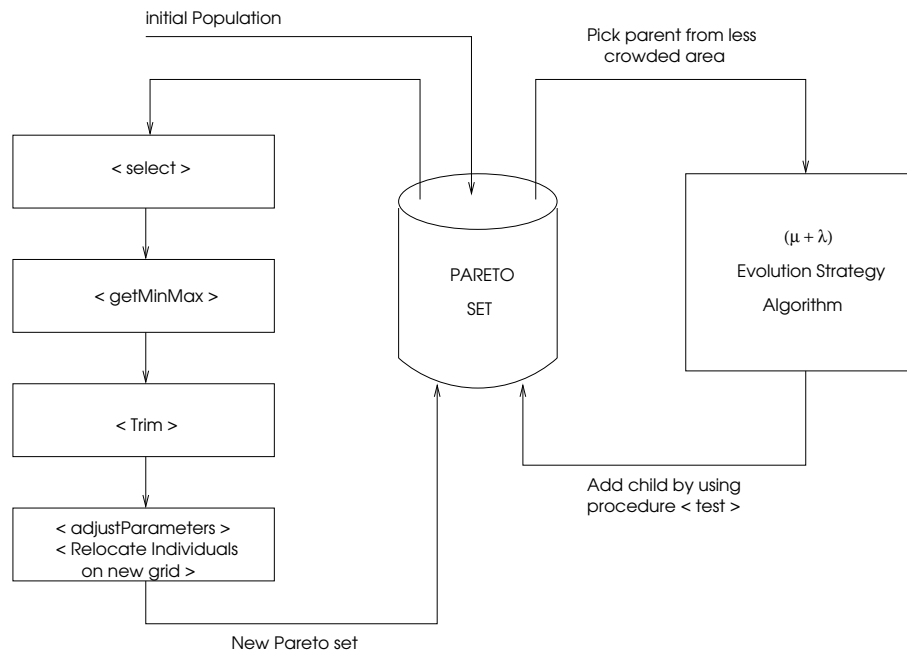 initial Population
Pick parent from less
crowded area
< select >
< getMinMax >
< Trim >
< adjustParameters >
< Relocate Individuals
on new grid >
New Pareto set
PARETO
SET
(μ + λ)
Evolution Strategy
Algorithm
Add child by using
procedure < test >